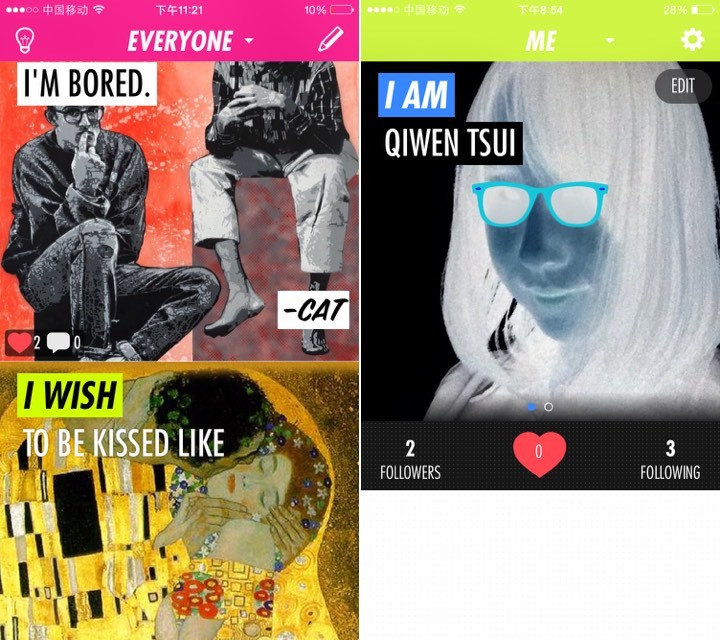 中国移动 下午11:21 10%
EVERYONE
I'M BORED.
-CAT
2 0
I WISH
TO BE KISSED LIKE
中国移动 下午8:54 28%
ME
I AM
EDIT
QIWEN TSUI
2
FOLLOWERS
0
3
FOLLOWING